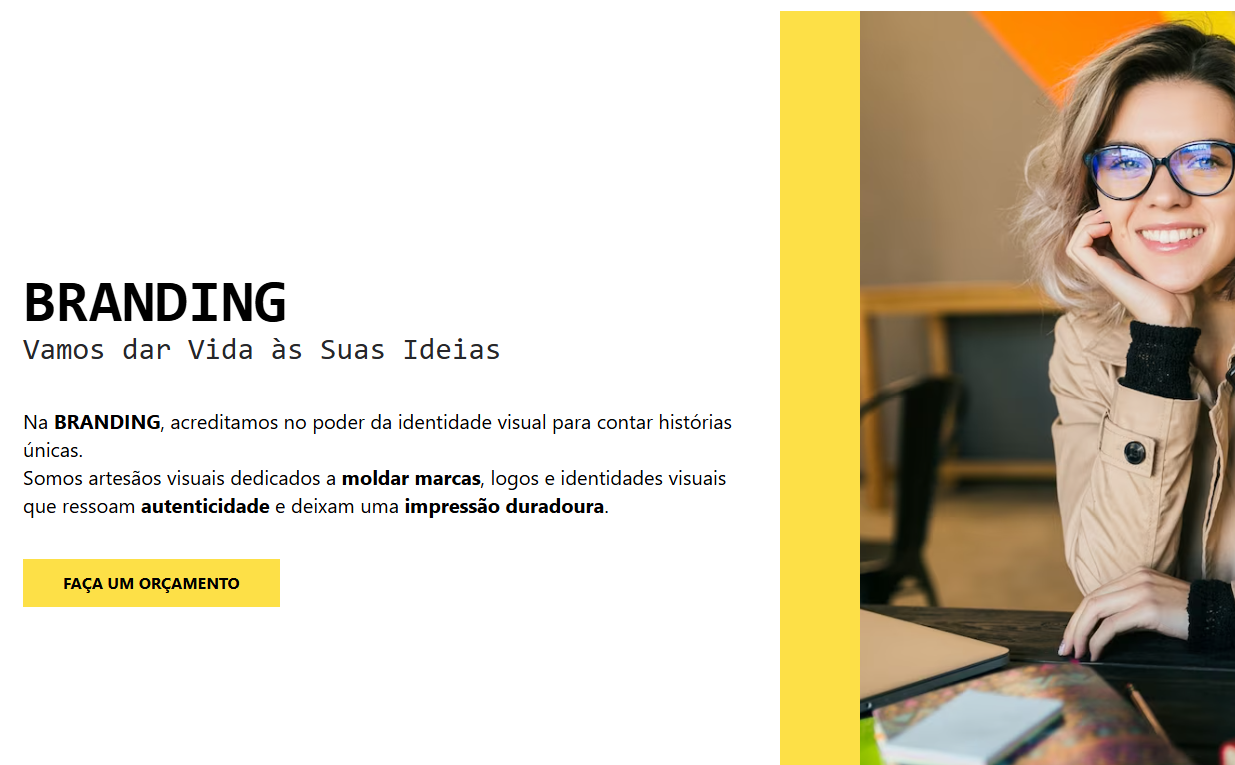 BRANDING
Vamos dar Vida às Suas Ideias
Na BRANDING, acreditamos no poder da identidade visual para contar histórias
únicas.
Somos artesãos visuais dedicados a moldar marcas, logos e identidades visuais
que ressoam autenticidade e deixam uma impressão duradoura.
FAÇA UM ORÇAMENTO